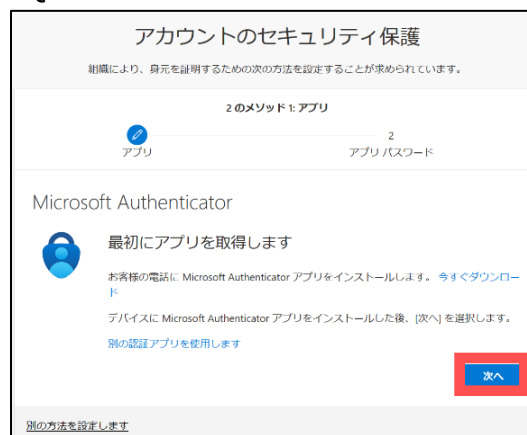 アカウントのセキュリティ保護
組織により、身元を証明するための次の方法を設定することが求められています。
2 のメソッド 1: アプリ
アプリ
2
アプリ パスワード
Microsoft Authenticator
最初にアプリを取得します
お客様の電話に Microsoft Authenticator アプリをインストールします。 今すぐダウンロー
ド
デバイスに Microsoft Authenticator アプリをインストールした後、[次へ] を選択します。
別の認証アプリを使用します
次へ
別の方法を設定します